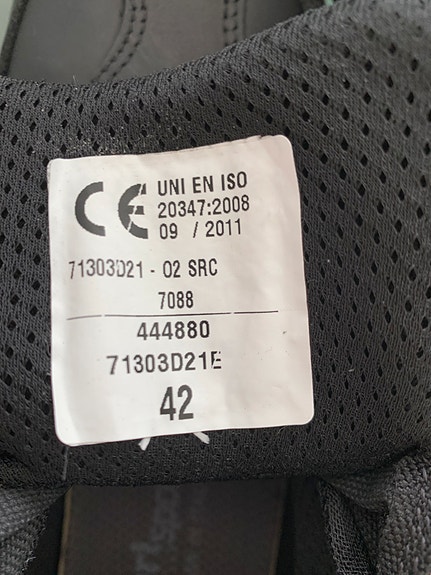 CE UNI EN ISO
20347:2008
09 / 2011
71303D21 - 02 SRC
7088
444880
71303D21E
42